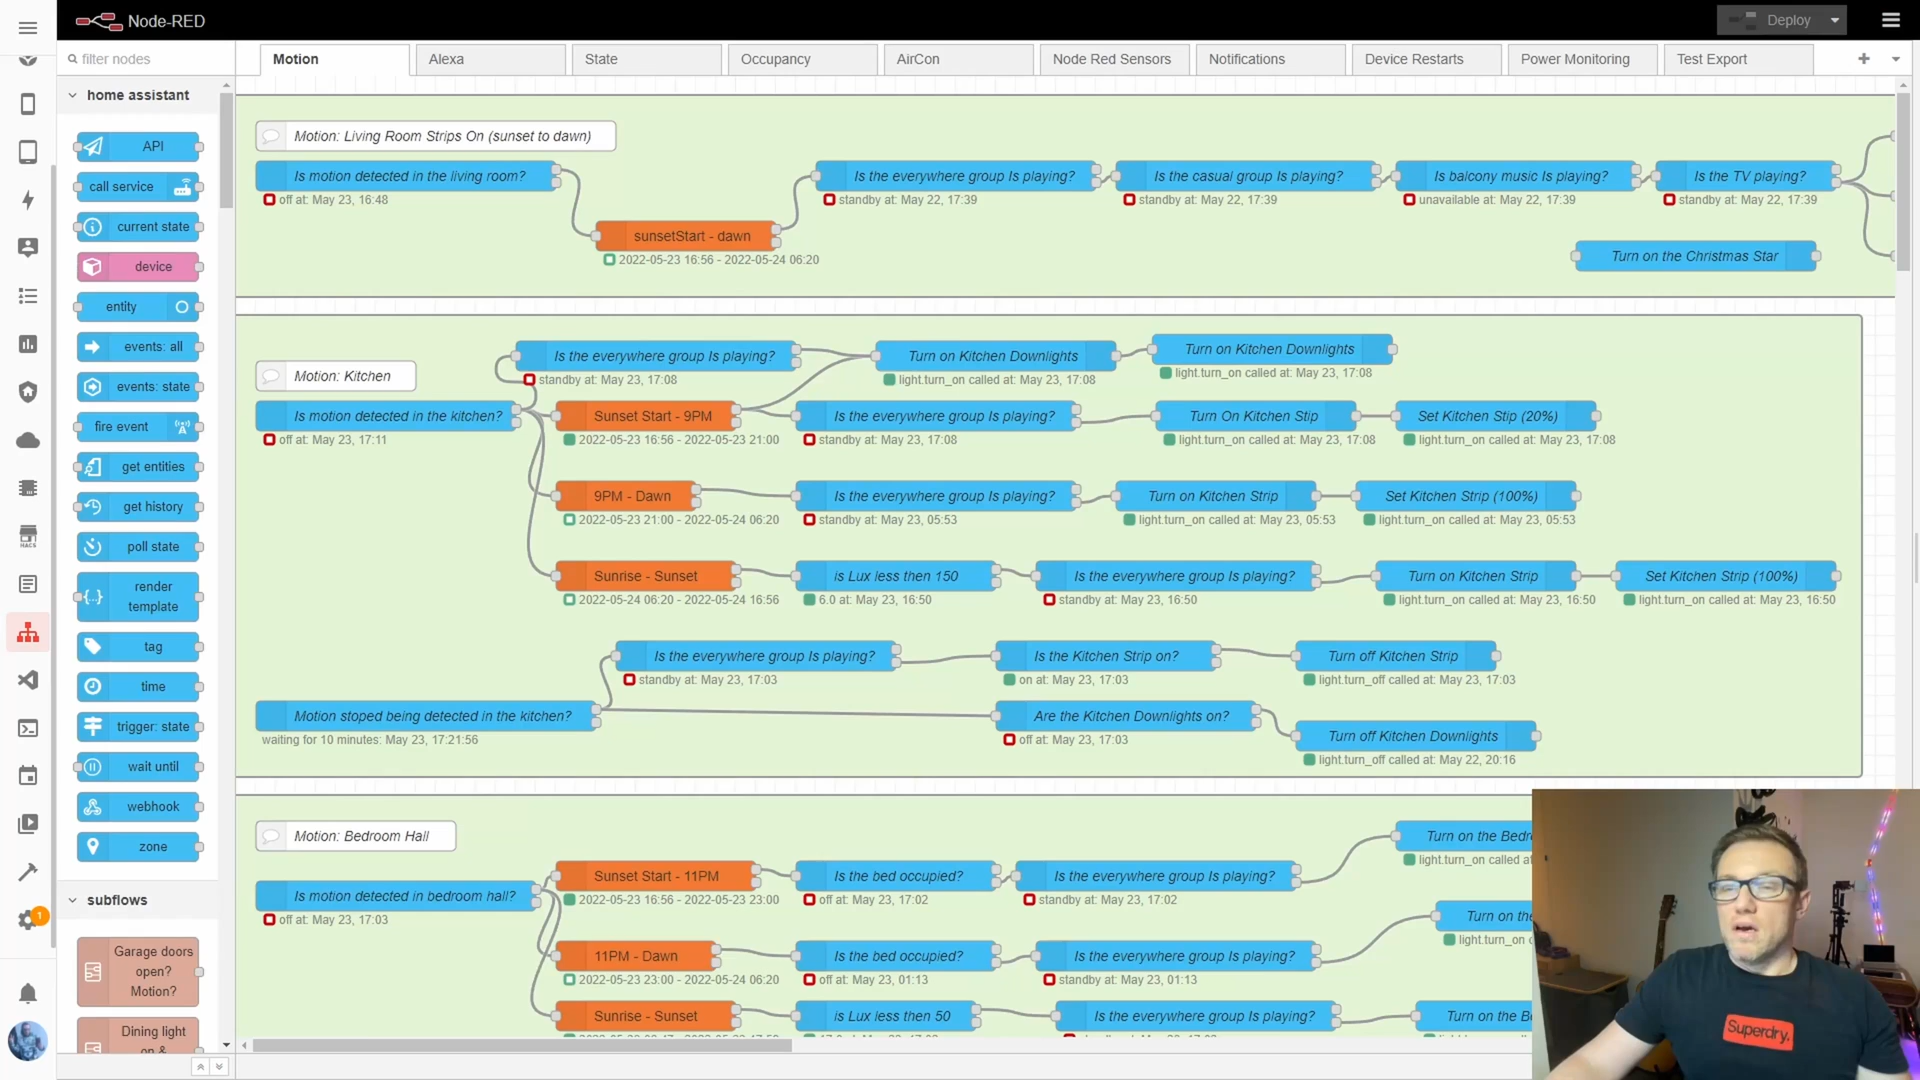 Node-RED
Deploy
filter nodes
Motion
Alexa
State
Occupancy
AirCon
Node Red Sensors
Notifications
Device Restarts
Power Monitoring
Test Export
home assistant
API
call service
current state
device
entity
events: all
events: state
fire event
get entities
get history
poll state
render
template
tag
time
trigger: state
wait until
webhook
zone
subflows
Garage doors
open?
Motion?
Dining light
HACS
1
Motion: Living Room Strips On (sunset to dawn)
Is motion detected in the living room?
off at: May 23, 16:48
sunsetStart - dawn
2022-05-23 16:56 - 2022-05-24 06:20
Is the everywhere group Is playing?
standby at: May 22, 17:39
Is the casual group Is playing?
standby at: May 22, 17:39
Is balcony music Is playing?
unavailable at: May 22, 17:39
Is the TV playing?
standby at: May 22, 17:39
Turn on the Christmas Star
Motion: Kitchen
Is the everywhere group Is playing?
standby at: May 23, 17:08
Turn on Kitchen Downlights
light.turn_on called at: May 23, 17:08
Turn on Kitchen Downlights
light.turn_on called at: May 23, 17:08
Is motion detected in the kitchen?
off at: May 23, 17:11
Sunset Start - 9PM
2022-05-23 16:56 - 2022-05-23 21:00
Is the everywhere group Is playing?
standby at: May 23, 17:08
Turn On Kitchen Stip
light.turn_on called at: May 23, 17:08
Set Kitchen Stip (20%)
light.turn_on called at: May 23, 17:08
9PM - Dawn
2022-05-23 21:00 - 2022-05-24 06:20
Is the everywhere group Is playing?
standby at: May 23, 05:53
Turn on Kitchen Strip
light.turn_on called at: May 23, 05:53
Set Kitchen Strip (100%)
light.turn_on called at: May 23, 05:53
Sunrise - Sunset
2022-05-24 06:20 - 2022-05-24 16:56
is Lux less then 150
6.0 at: May 23, 16:50
Is the everywhere group Is playing?
standby at: May 23, 16:50
Turn on Kitchen Strip
light.turn_on called at: May 23, 16:50
Set Kitchen Strip (100%)
light.turn_on called at: May 23, 16:50
Is the everywhere group Is playing?
standby at: May 23, 17:03
Is the Kitchen Strip on?
on at: May 23, 17:03
Turn off Kitchen Strip
light.turn_off called at: May 23, 17:03
Motion stoped being detected in the kitchen?
waiting for 10 minutes: May 23, 17:21:56
Are the Kitchen Downlights on?
off at: May 23, 17:03
Turn off Kitchen Downlights
light.turn_off called at: May 22, 20:16
Motion: Bedroom Hall
Is motion detected in bedroom hall?
off at: May 23, 17:03
Sunset Start - 11PM
2022-05-23 16:56 - 2022-05-23 23:00
Is the bed occupied?
off at: May 23, 17:02
Is the everywhere group Is playing?
standby at: May 23, 17:02
Turn on the Bedr
light.turn_on called at
11PM - Dawn
2022-05-23 23:00 - 2022-05-24 06:20
Is the bed occupied?
off at: May 23, 01:13
Is the everywhere group Is playing?
standby at: May 23, 01:13
Turn on the
light.turn_on
Sunrise - Sunset
is Lux less then 50
Is the everywhere group Is playing?
Turn on the B
Superdry.